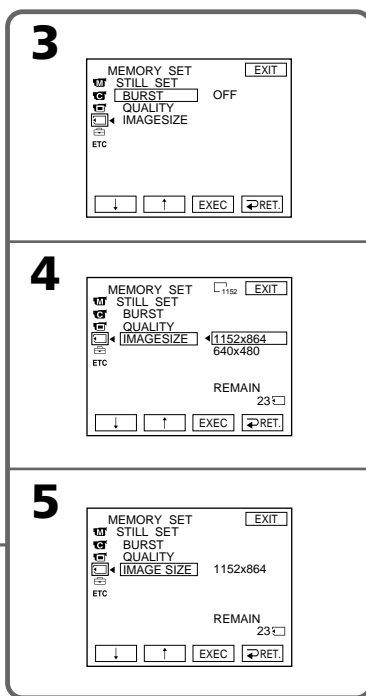 3
MEMORY SET EXIT
STILL SET
BURST OFF
QUALITY
IMAGESIZE
ETC
↓ ↑ EXEC RET.
4
MEMORY SET 1152 EXIT
STILL SET
BURST
QUALITY
IMAGESIZE 1152x864
640x480
ETC
REMAIN
23
↓ ↑ EXEC RET.
5
MEMORY SET EXIT
STILL SET
BURST
QUALITY
IMAGE SIZE 1152x864
ETC
REMAIN
23
↓ ↑ EXEC RET.